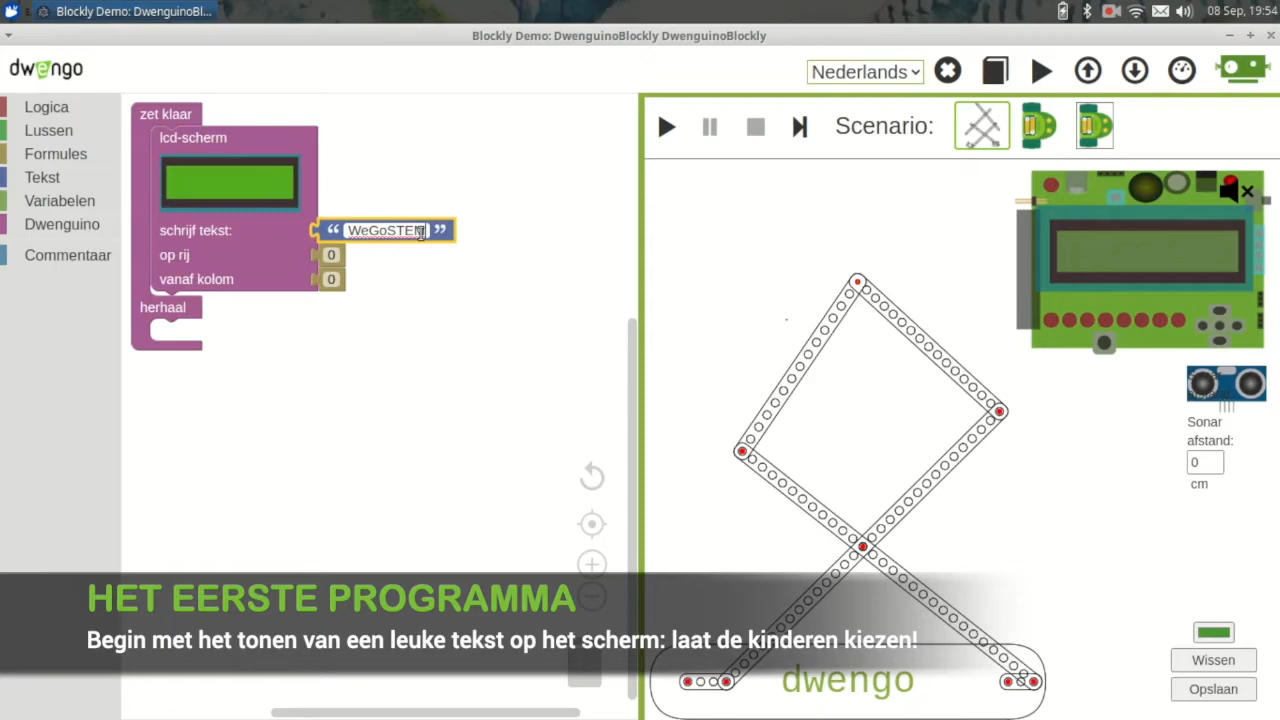 Blockly Demo: DwenguinoBl...
08 Sep, 19:54
Blockly Demo: DwenguinoBlockly DwenguinoBlockly
dwengo
Nederlands
Logica
Lussen
Formules
Tekst
Variabelen
Dwenguino
Commentaar
zet klaar
lcd-scherm
schrijf tekst:
“ WeGoSTEM ”
op rij
0
vanaf kolom
0
herhaal
Scenario:
Sonar
afstand:
0
cm
HET EERSTE PROGRAMMA
Begin met het tonen van een leuke tekst op het scherm: laat de kinderen kiezen!
dwengo
Wissen
Opslaan